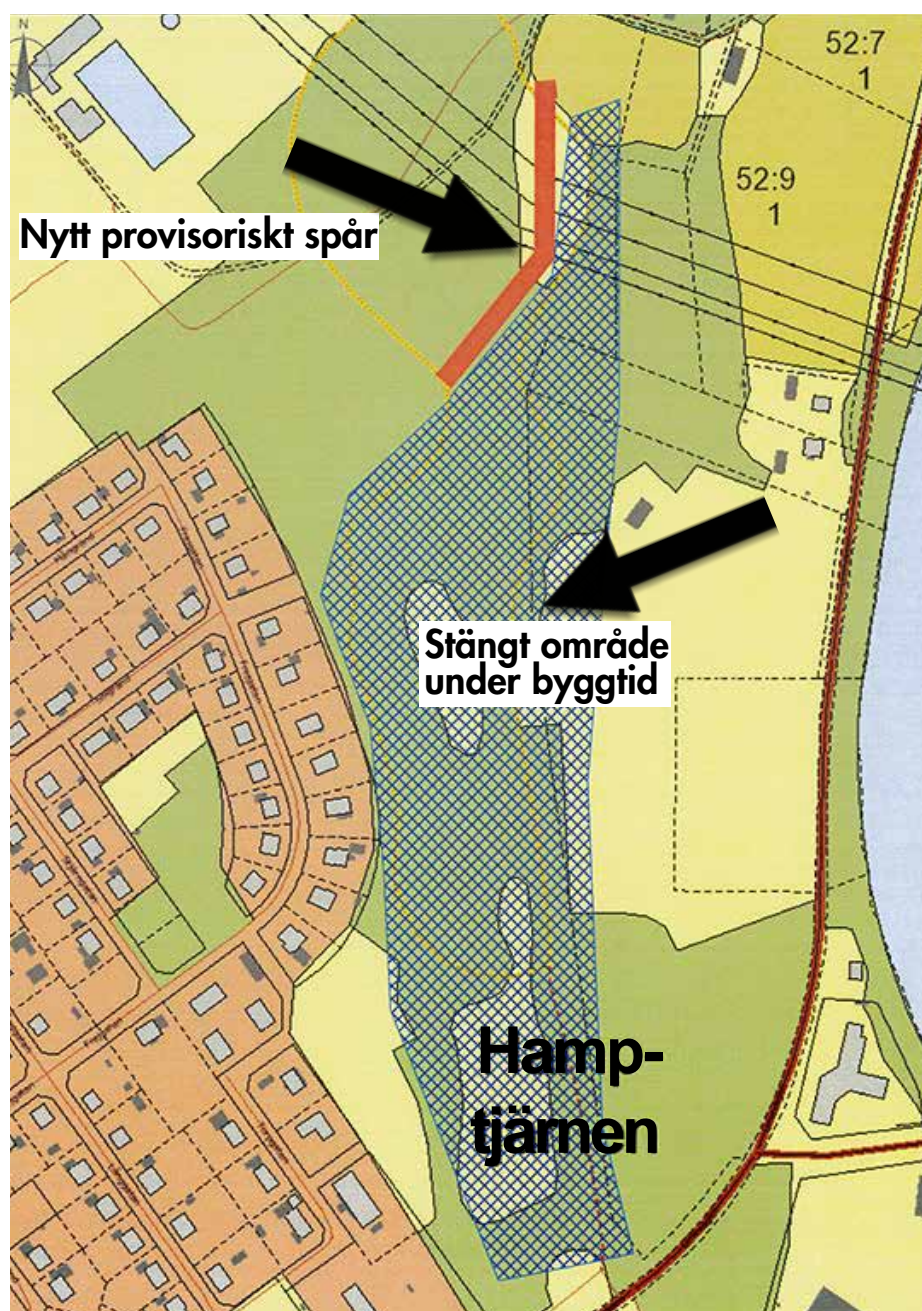 N
52:7
1
52:9
1
Nytt provisoriskt spår
Stängt område
under byggtid
Hamp-
tjärnen